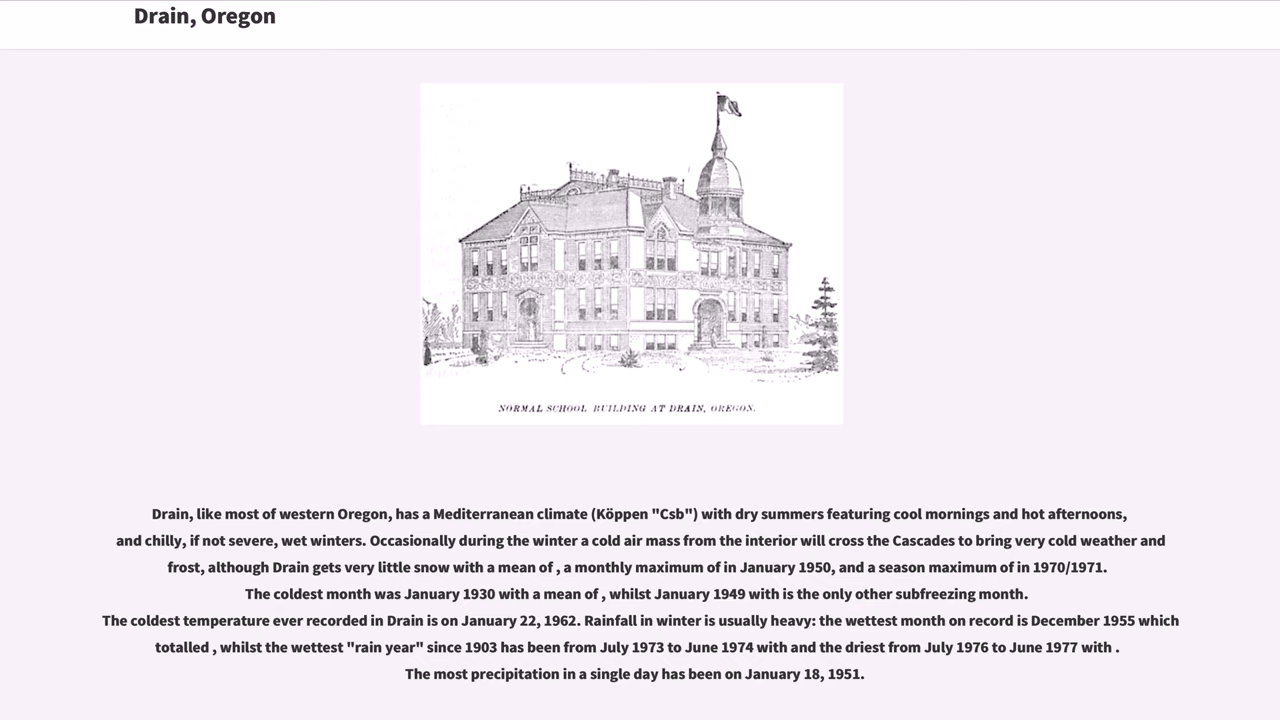 Drain, Oregon
NORMAL SCHOOL BUILDING AT DRAIN, OREGON.
Drain, like most of western Oregon, has a Mediterranean climate (Köppen "Csb") with dry summers featuring cool mornings and hot afternoons,
and chilly, if not severe, wet winters. Occasionally during the winter a cold air mass from the interior will cross the Cascades to bring very cold weather and
frost, although Drain gets very little snow with a mean of , a monthly maximum of in January 1950, and a season maximum of in 1970/1971.
The coldest month was January 1930 with a mean of , whilst January 1949 with is the only other subfreezing month.
The coldest temperature ever recorded in Drain is on January 22, 1962. Rainfall in winter is usually heavy: the wettest month on record is December 1955 which
totalled , whilst the wettest "rain year" since 1903 has been from July 1973 to June 1974 with and the driest from July 1976 to June 1977 with .
The most precipitation in a single day has been on January 18, 1951.